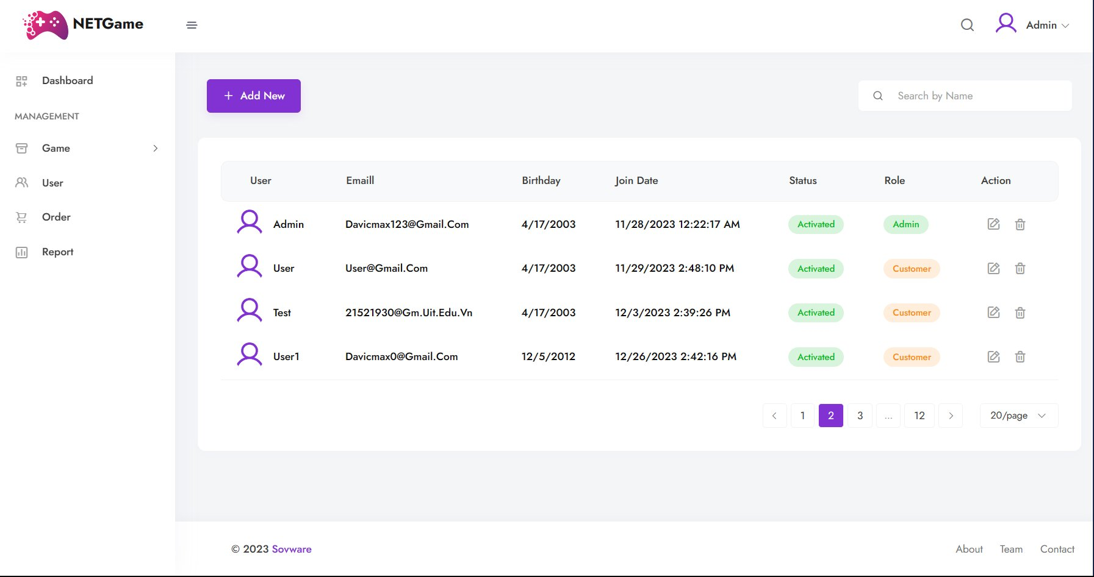 NETGame
Admin
Dashboard
MANAGEMENT
Game
User
Order
Report
+ Add New
Search by Name
User Emaill Birthday Join Date Status Role Action
Admin Davicmax123@Gmail.Com 4/17/2003 11/28/2023 12:22:17 AM Activated Admin
User User@Gmail.Com 4/17/2003 11/29/2023 2:48:10 PM Activated Customer
Test 21521930@Gm.Uit.Edu.Vn 4/17/2003 12/3/2023 2:39:26 PM Activated Customer
User1 Davicmax0@Gmail.Com 12/5/2012 12/26/2023 2:42:16 PM Activated Customer
1 2 3 ... 12 20/page
© 2023 Sovware
About Team Contact